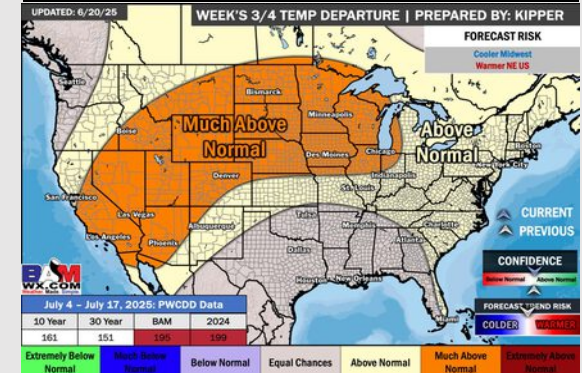 UPDATED: 6/20/25
WEEK'S 3/4 TEMP DEPARTURE | PREPARED BY: KIPPER
FORECAST RISK
Cooler Midwest
Warmer NE US
Seattle
Bismarck
Minneapolis
Boise
Much Above
Normal
Above
Normal
Boston
New York City
Des Moines
Chicago
Denver
Indianapolis
St. Louis
San Francisco
Las Vegas
Los Angeles
Phoenix
Albuquerque
Tulsa
Memphis
Charlotte
Atlanta
Dallas
Houston
New Orleans
Miami
CURRENT
PREVIOUS
CONFIDENCE
Below Normal Above Normal
FORECAST TREND RISK
COLDER WARMER
BAM
WX.COM
Weather Made Simple
July 4 – July 17, 2025: PWCDD Data
10 Year 30 Year BAM 2024
161 151 195 199
Extremely Below Normal
Much Below Normal
Below Normal
Equal Chances
Above Normal
Much Above Normal
Extremely Above Normal